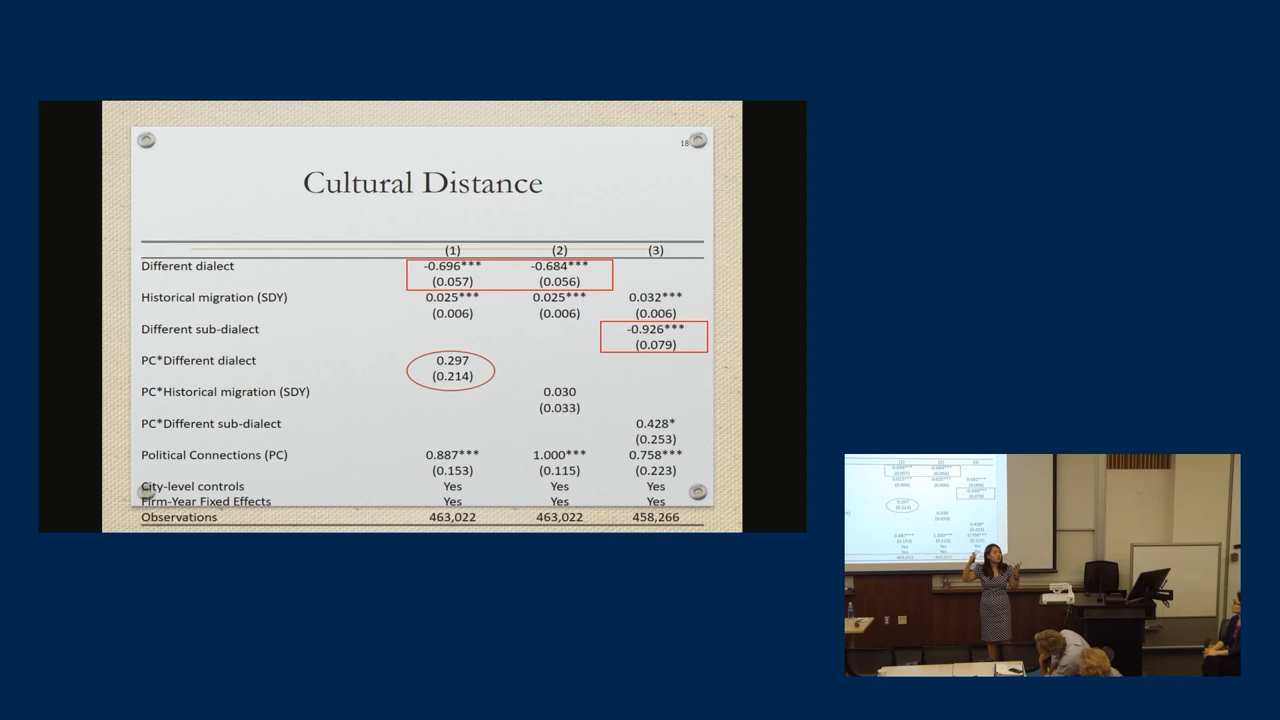 18
Cultural Distance
(1) (2) (3)
Different dialect -0.696*** -0.684***
(0.057) (0.056)
Historical migration (SDY) 0.025*** 0.025*** 0.032***
(0.006) (0.006) (0.006)
Different sub-dialect -0.926***
(0.079)
PC*Different dialect 0.297
(0.214)
PC*Historical migration (SDY) 0.030
(0.033)
PC*Different sub-dialect 0.428*
(0.253)
Political Connections (PC) 0.887*** 1.000*** 0.758***
(0.153) (0.115) (0.223)
City-level controls Yes Yes Yes
Firm-Year Fixed Effects Yes Yes Yes
Observations 463,022 463,022 458,266